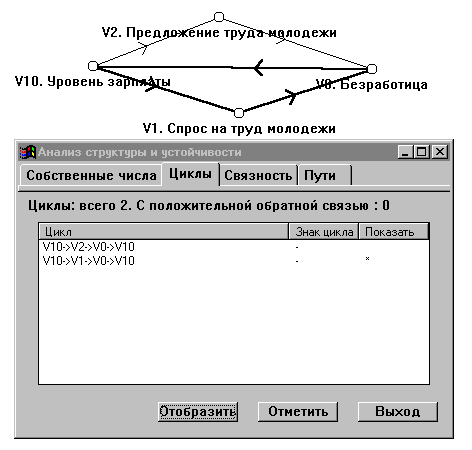 V2. Предложение труда молодежи
V10. Уровень зарплаты
V0. Безработица
V1. Спрос на труд молодежи
Анализ структуры и устойчивости
Собственные числа Циклы Связность Пути
Циклы: всего 2. С положительной обратной связью : 0
Цикл Знак цикла Показать
V10->V2->V0->V10 -
V10->V1->V0->V10 - *
Отобразить Отметить Выход